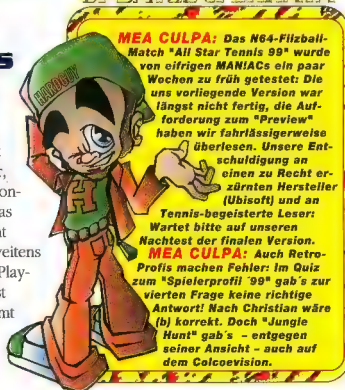 MEA CULPA: Das N64-Filzball-
Match "All Star Tennis 99" wurde
von eifrigen MAN!ACs ein paar
Wochen zu früh getestet: Die
uns vorliegende Version war
längst nicht fertig, die Auf-
forderung zum "Preview"
haben wir fahrlässigerweise
überlesen. Unsere Ent-
schuldigung an
einen zu Recht er-
zürnten Hersteller
(Ubisoft) und an
Tennis-begeisterte Leser:
Wartet bitte auf unseren
Nachtest der finalen Version.
MEA CULPA: Auch Retro-
Profis machen Fehler: Im Quiz
zum "Spielerprofil ´99" gab´s zur
vierten Frage keine richtige
Antwort! Nach Christian wäre
(b) korrekt. Doch "Jungle
Hunt" gab´s – entgegen
seiner Ansicht – auch auf
dem Colcoevision.
HARDGUY
H
weitens
Play-